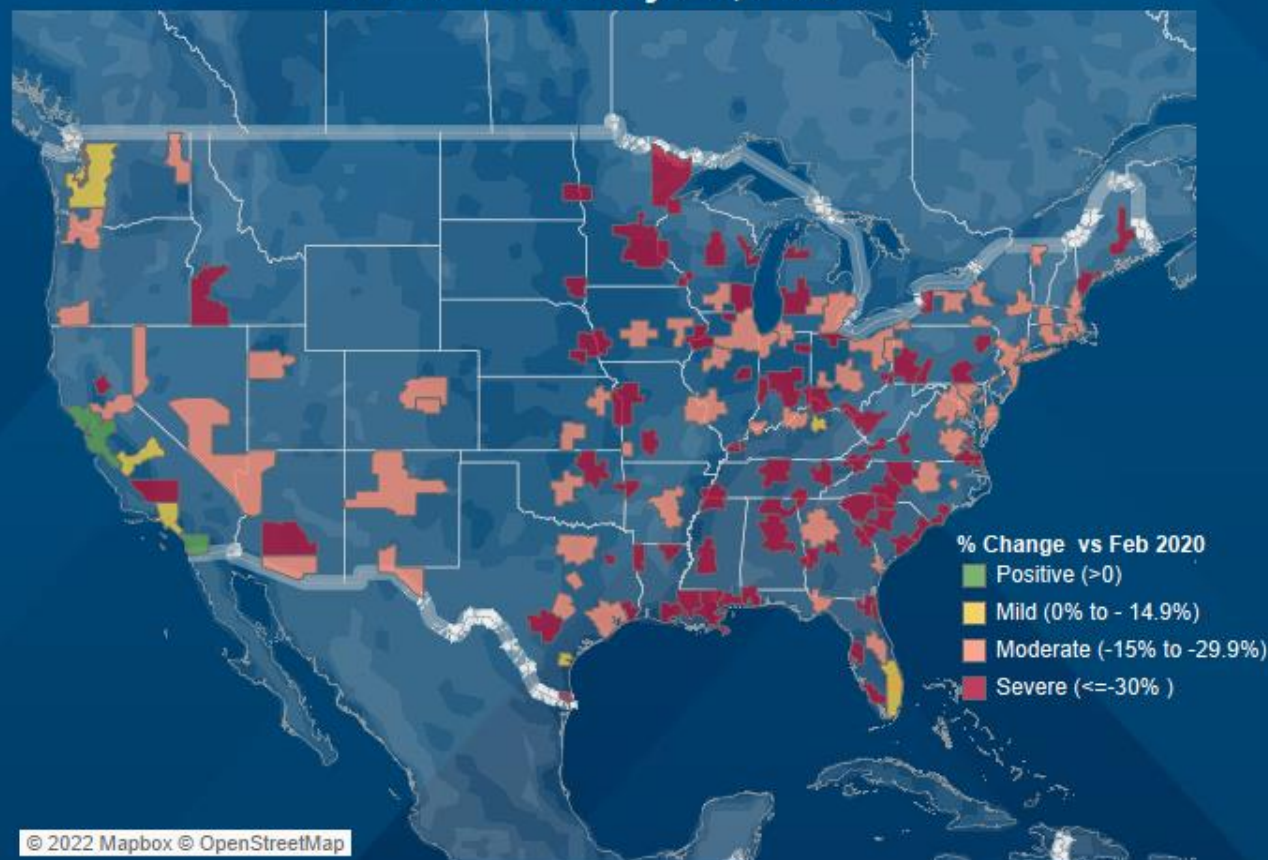 % Change vs Feb 2020
Positive (>0)
Mild (0% to - 14.9%)
Moderate (-15% to -29.9%)
Severe (<=-30% )
© 2022 Mapbox © OpenStreetMap